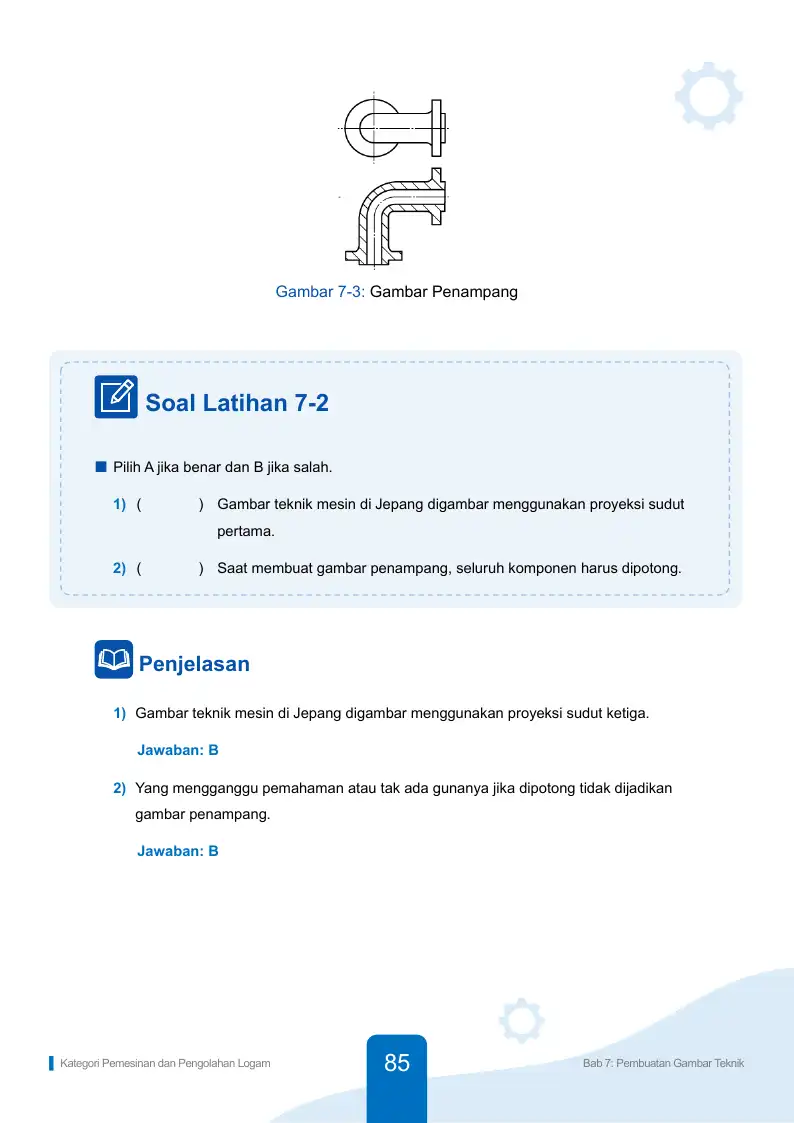 Gambar 7-3: Gambar Penampang
Soal Latihan 7-2
Pilih A jika benar dan B jika salah.
1) ( ) Gambar teknik mesin di Jepang digambar menggunakan proyeksi sudut
pertama.
2) ( ) Saat membuat gambar penampang, seluruh komponen harus dipotong.
Penjelasan
1) Gambar teknik mesin di Jepang digambar menggunakan proyeksi sudut ketiga.
Jawaban: B
2) Yang mengganggu pemahaman atau tak ada gunanya jika dipotong tidak dijadikan
gambar penampang.
Jawaban: B
Kategori Pemesinan dan Pengolahan Logam
85
Bab 7: Pembuatan Gambar Teknik